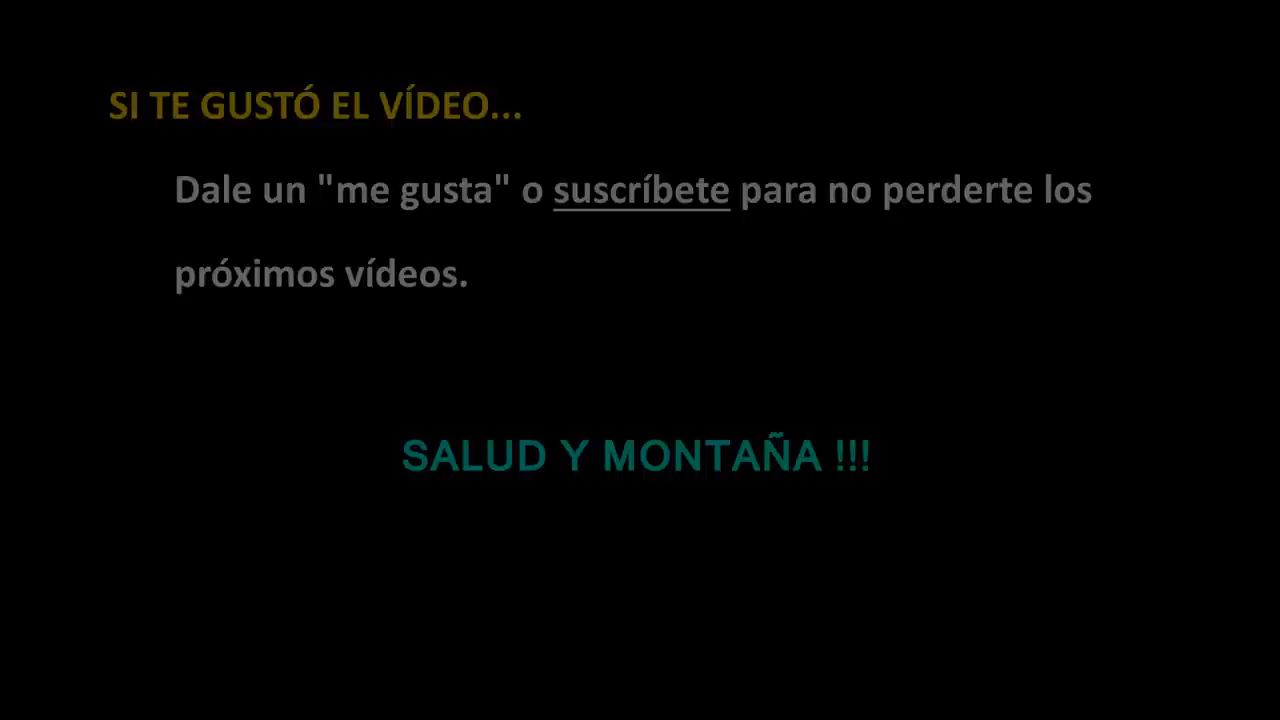 SI TE GUSTÓ EL VÍDEO...
Dale un "me gusta" o suscríbete para no perderte los
próximos vídeos.
SALUD Y MONTAÑA !!!